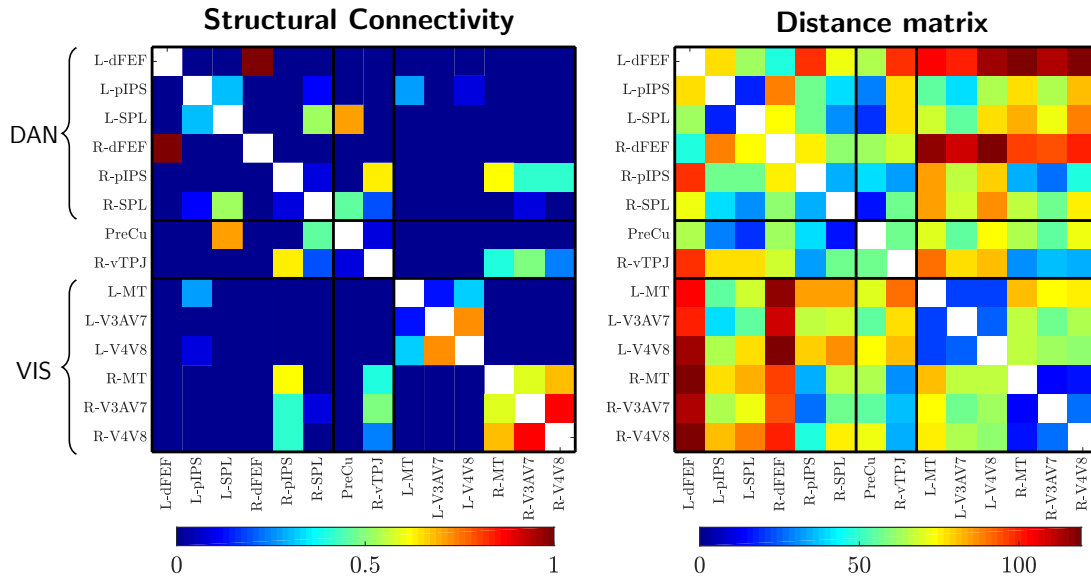 Structural Connectivity
Distance matrix
DAN
VIS
L-dFEF
L-pIPS
L-SPL
R-dFEF
R-pIPS
R-SPL
PreCu
R-vTPJ
L-MT
L-V3AV7
L-V4V8
R-MT
R-V3AV7
R-V4V8
L-dFEF
L-pIPS
L-SPL
R-dFEF
R-pIPS
R-SPL
PreCu
R-vTPJ
L-MT
L-V3AV7
L-V4V8
R-MT
R-V3AV7
R-V4V8
0 0.5 1
L-dFEF
L-pIPS
L-SPL
R-dFEF
R-pIPS
R-SPL
PreCu
R-vTPJ
L-MT
L-V3AV7
L-V4V8
R-MT
R-V3AV7
R-V4V8
L-dFEF
L-pIPS
L-SPL
R-dFEF
R-pIPS
R-SPL
PreCu
R-vTPJ
L-MT
L-V3AV7
L-V4V8
R-MT
R-V3AV7
R-V4V8
0 50 100